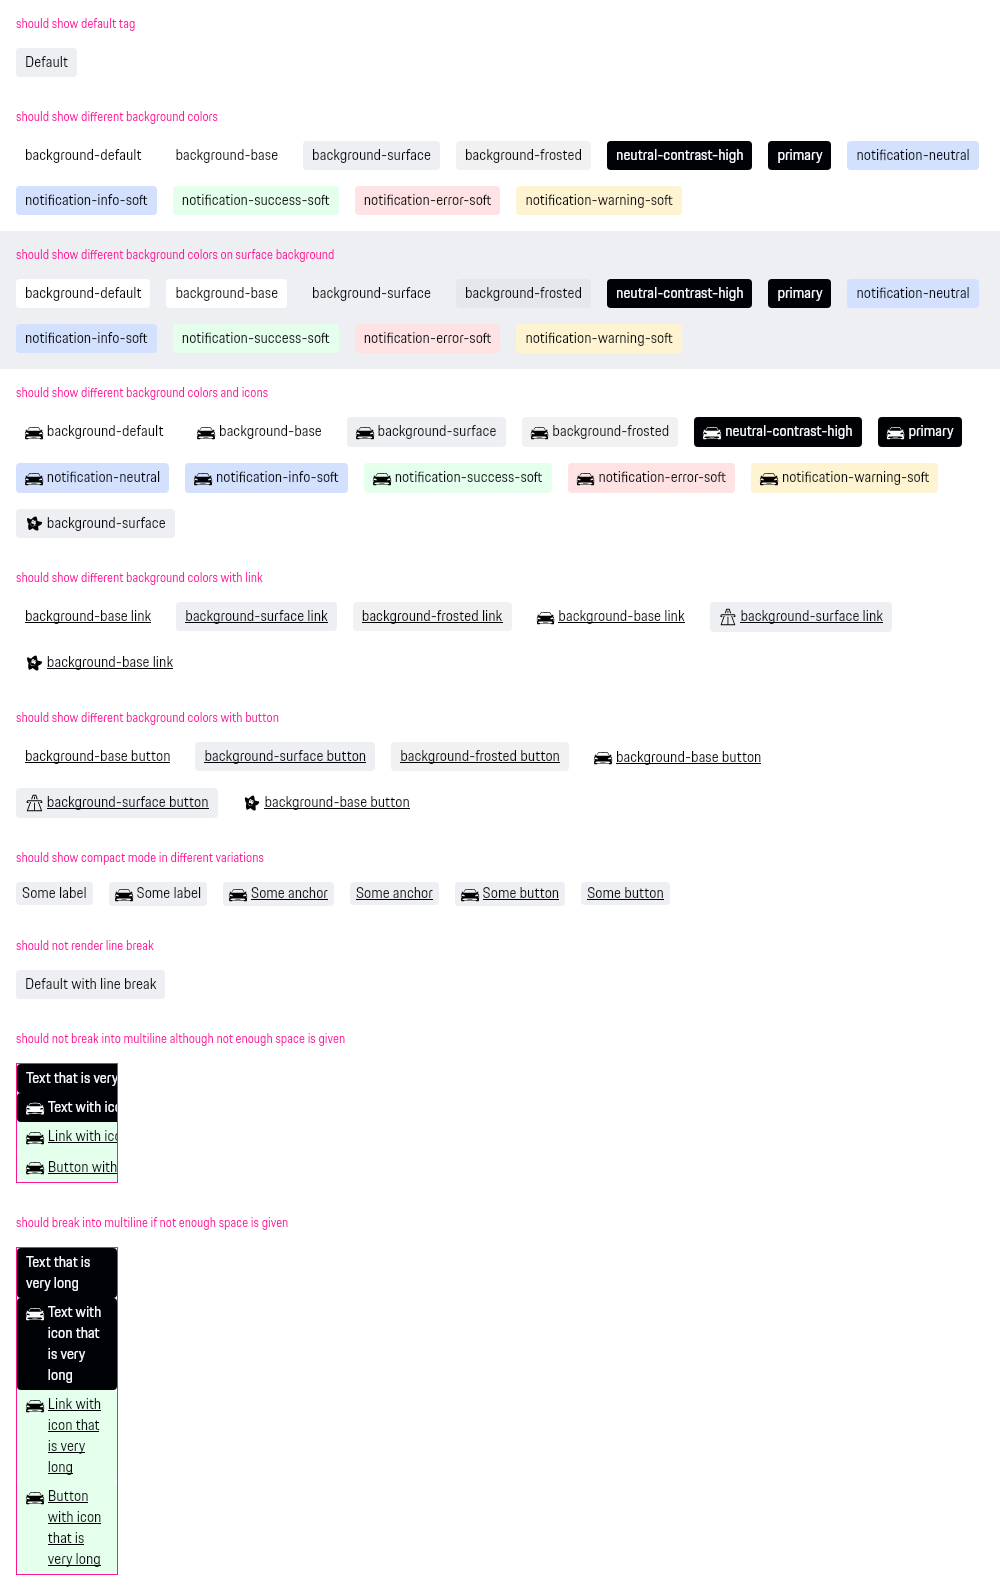 should show default tag
Default
should show different background colors
background-default background-base background-surface background-frosted neutral-contrast-high primary notification-neutral
notification-info-soft notification-success-soft notification-error-soft notification-warning-soft
should show different background colors on surface background
background-default background-base background-surface background-frosted neutral-contrast-high primary notification-neutral
notification-info-soft notification-success-soft notification-error-soft notification-warning-soft
should show different background colors and icons
background-default background-base background-surface background-frosted neutral-contrast-high primary
notification-neutral notification-info-soft notification-success-soft notification-error-soft notification-warning-soft
background-surface
should show different background colors with link
background-base link background-surface link background-frosted link background-base link background-surface link
background-base link
should show different background colors with button
background-base button background-surface button background-frosted button background-base button
background-surface button background-base button
should show compact mode in different variations
Some label Some label Some anchor Some anchor Some button Some button
should not render line break
Default with line break
should not break into multiline although not enough space is given
Text that is very
Text with ico
Link with ico
Button with
should break into multiline if not enough space is given
Text that is
very long
Text with
icon that
is very
long
Link with
icon that
is very
long
Button
with icon
that is
very long